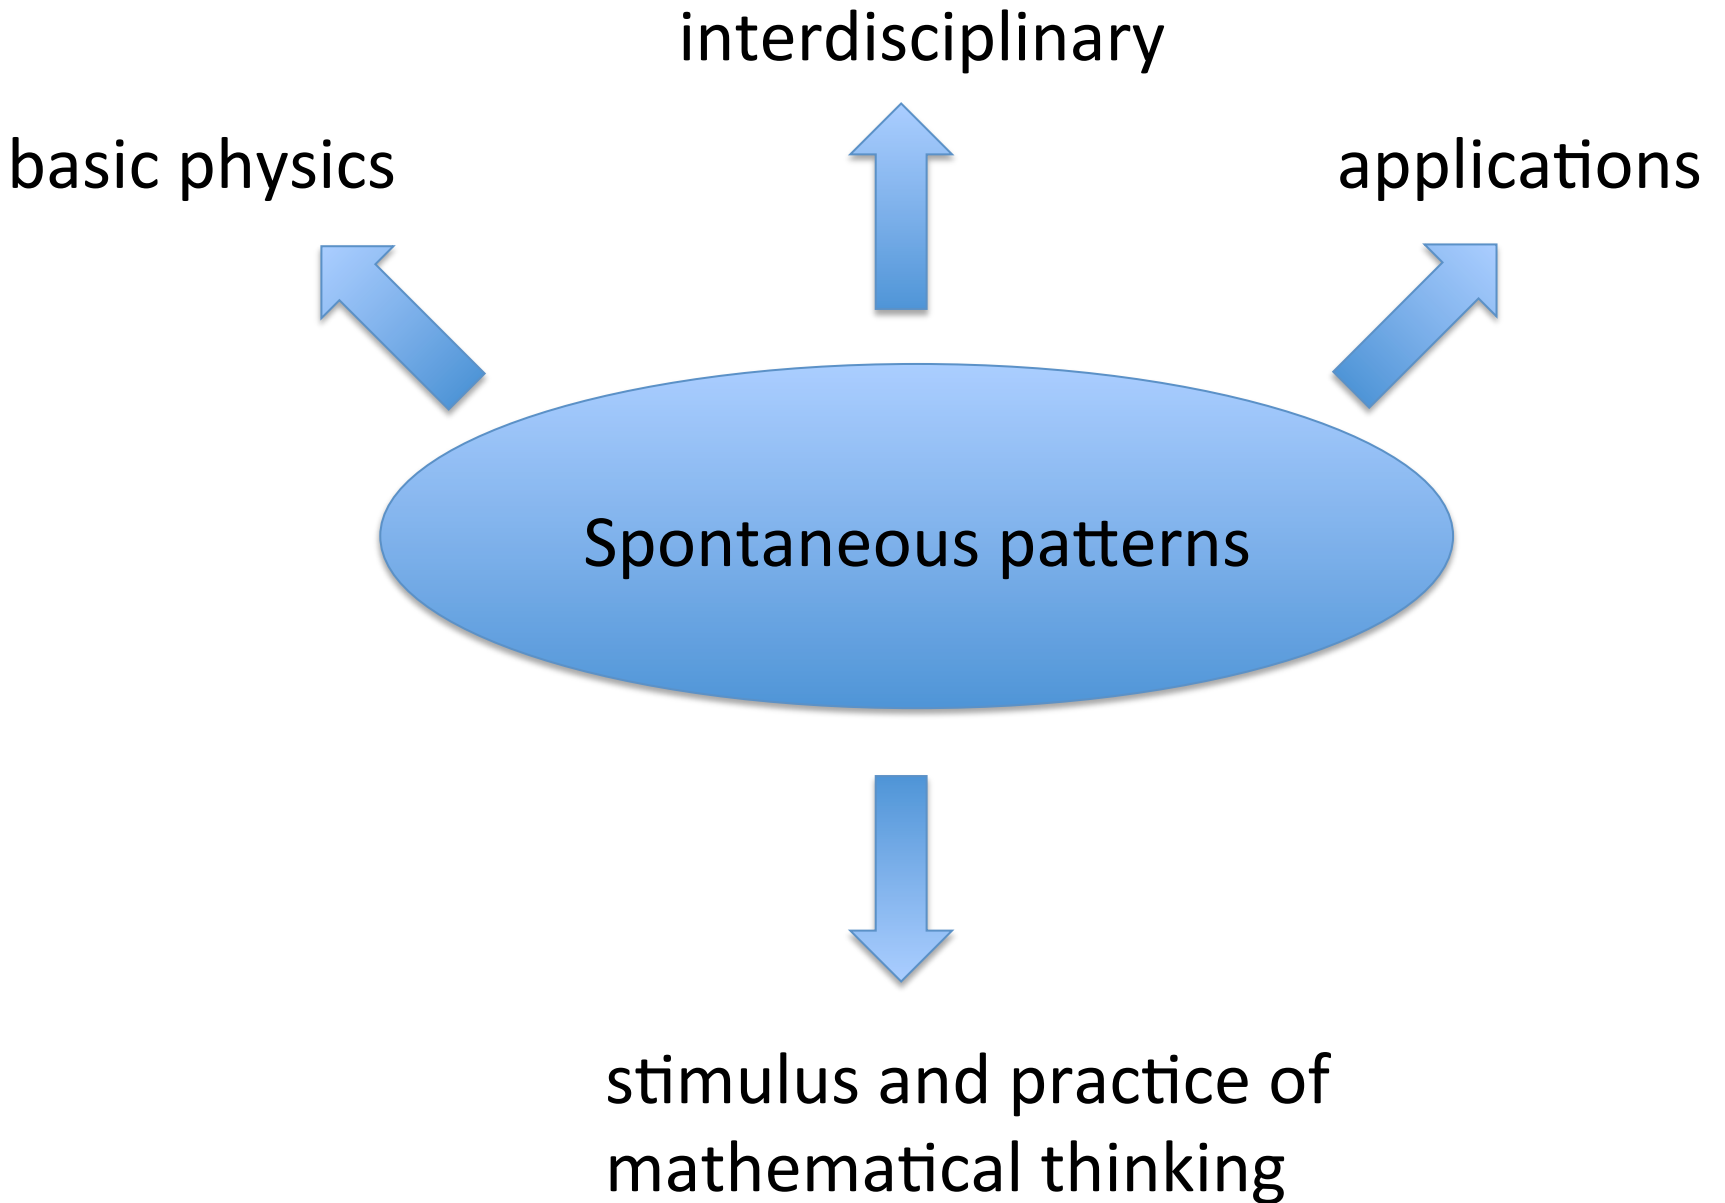 interdisciplinary
basic physics
applications
Spontaneous patterns
stimulus and practice of
mathematical thinking